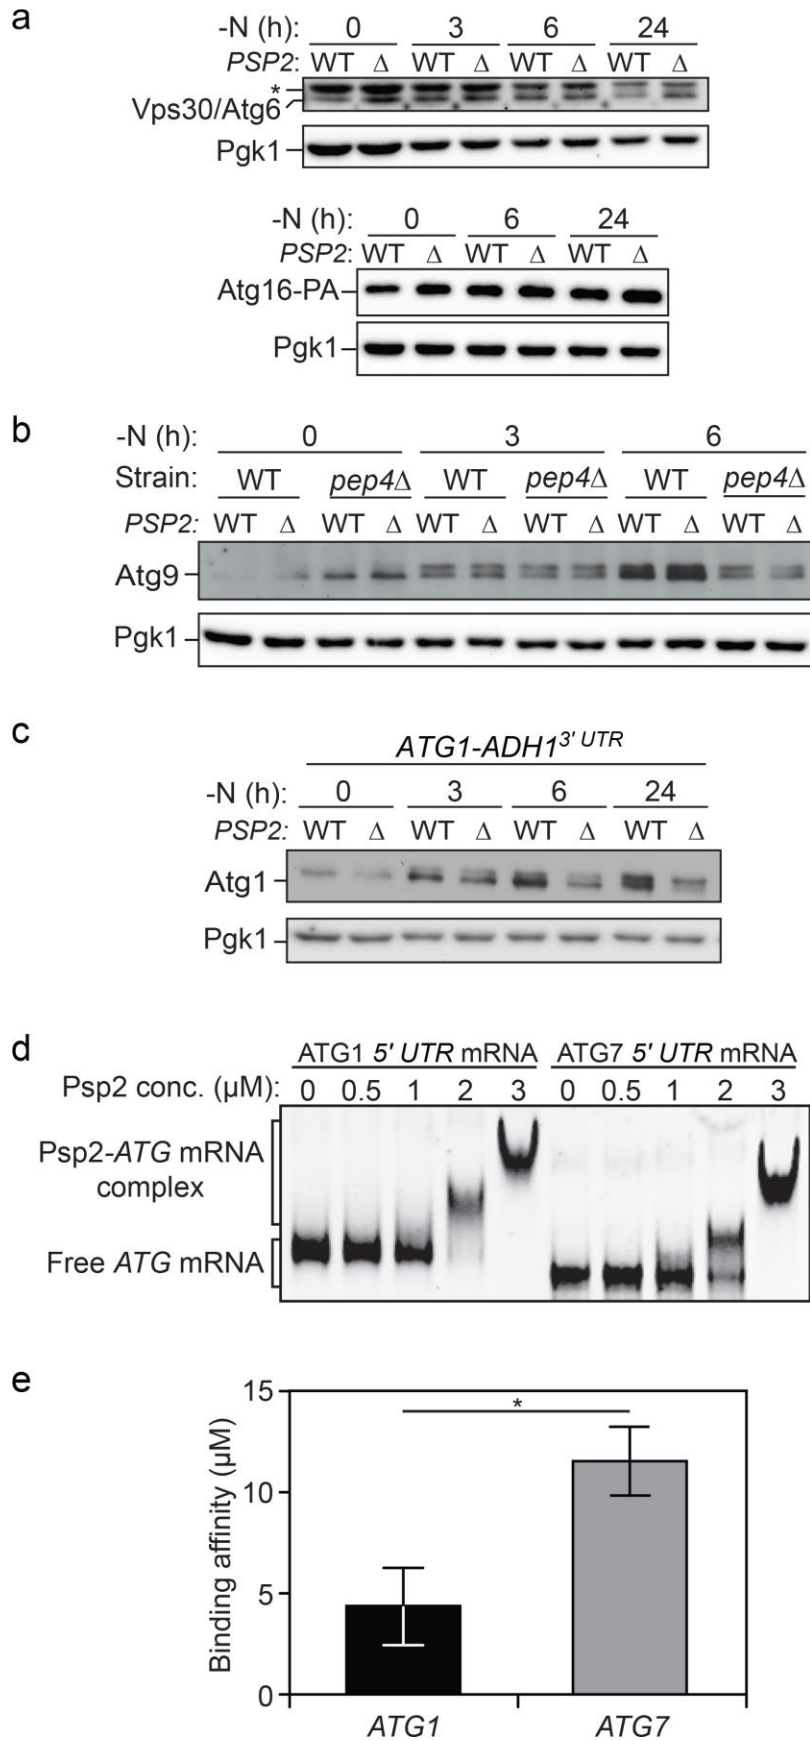 a
-N (h): 0 3 6 24
PSP2: WT Δ WT Δ WT Δ WT Δ
*
Vps30/Atg6
Pgk1
-N (h): 0 6 24
PSP2: WT Δ WT Δ WT Δ
Atg16-PA
Pgk1
b
-N (h): 0 3 6
Strain: WT pep4Δ WT pep4Δ WT pep4Δ
PSP2: WT Δ WT Δ WT Δ WT Δ WT Δ WT Δ
Atg9
Pgk1
c
ATG1-ADH1³' ᵁᵀᴿ
-N (h): 0 3 6 24
PSP2: WT Δ WT Δ WT Δ WT Δ
Atg1
Pgk1
d
ATG1 5' UTR mRNA ATG7 5' UTR mRNA
Psp2 conc. (µM): 0 0.5 1 2 3 0 0.5 1 2 3
Psp2-ATG mRNA
complex
Free ATG mRNA
e
Binding affinity (µM)
15
*
10
5
0
ATG1 ATG7